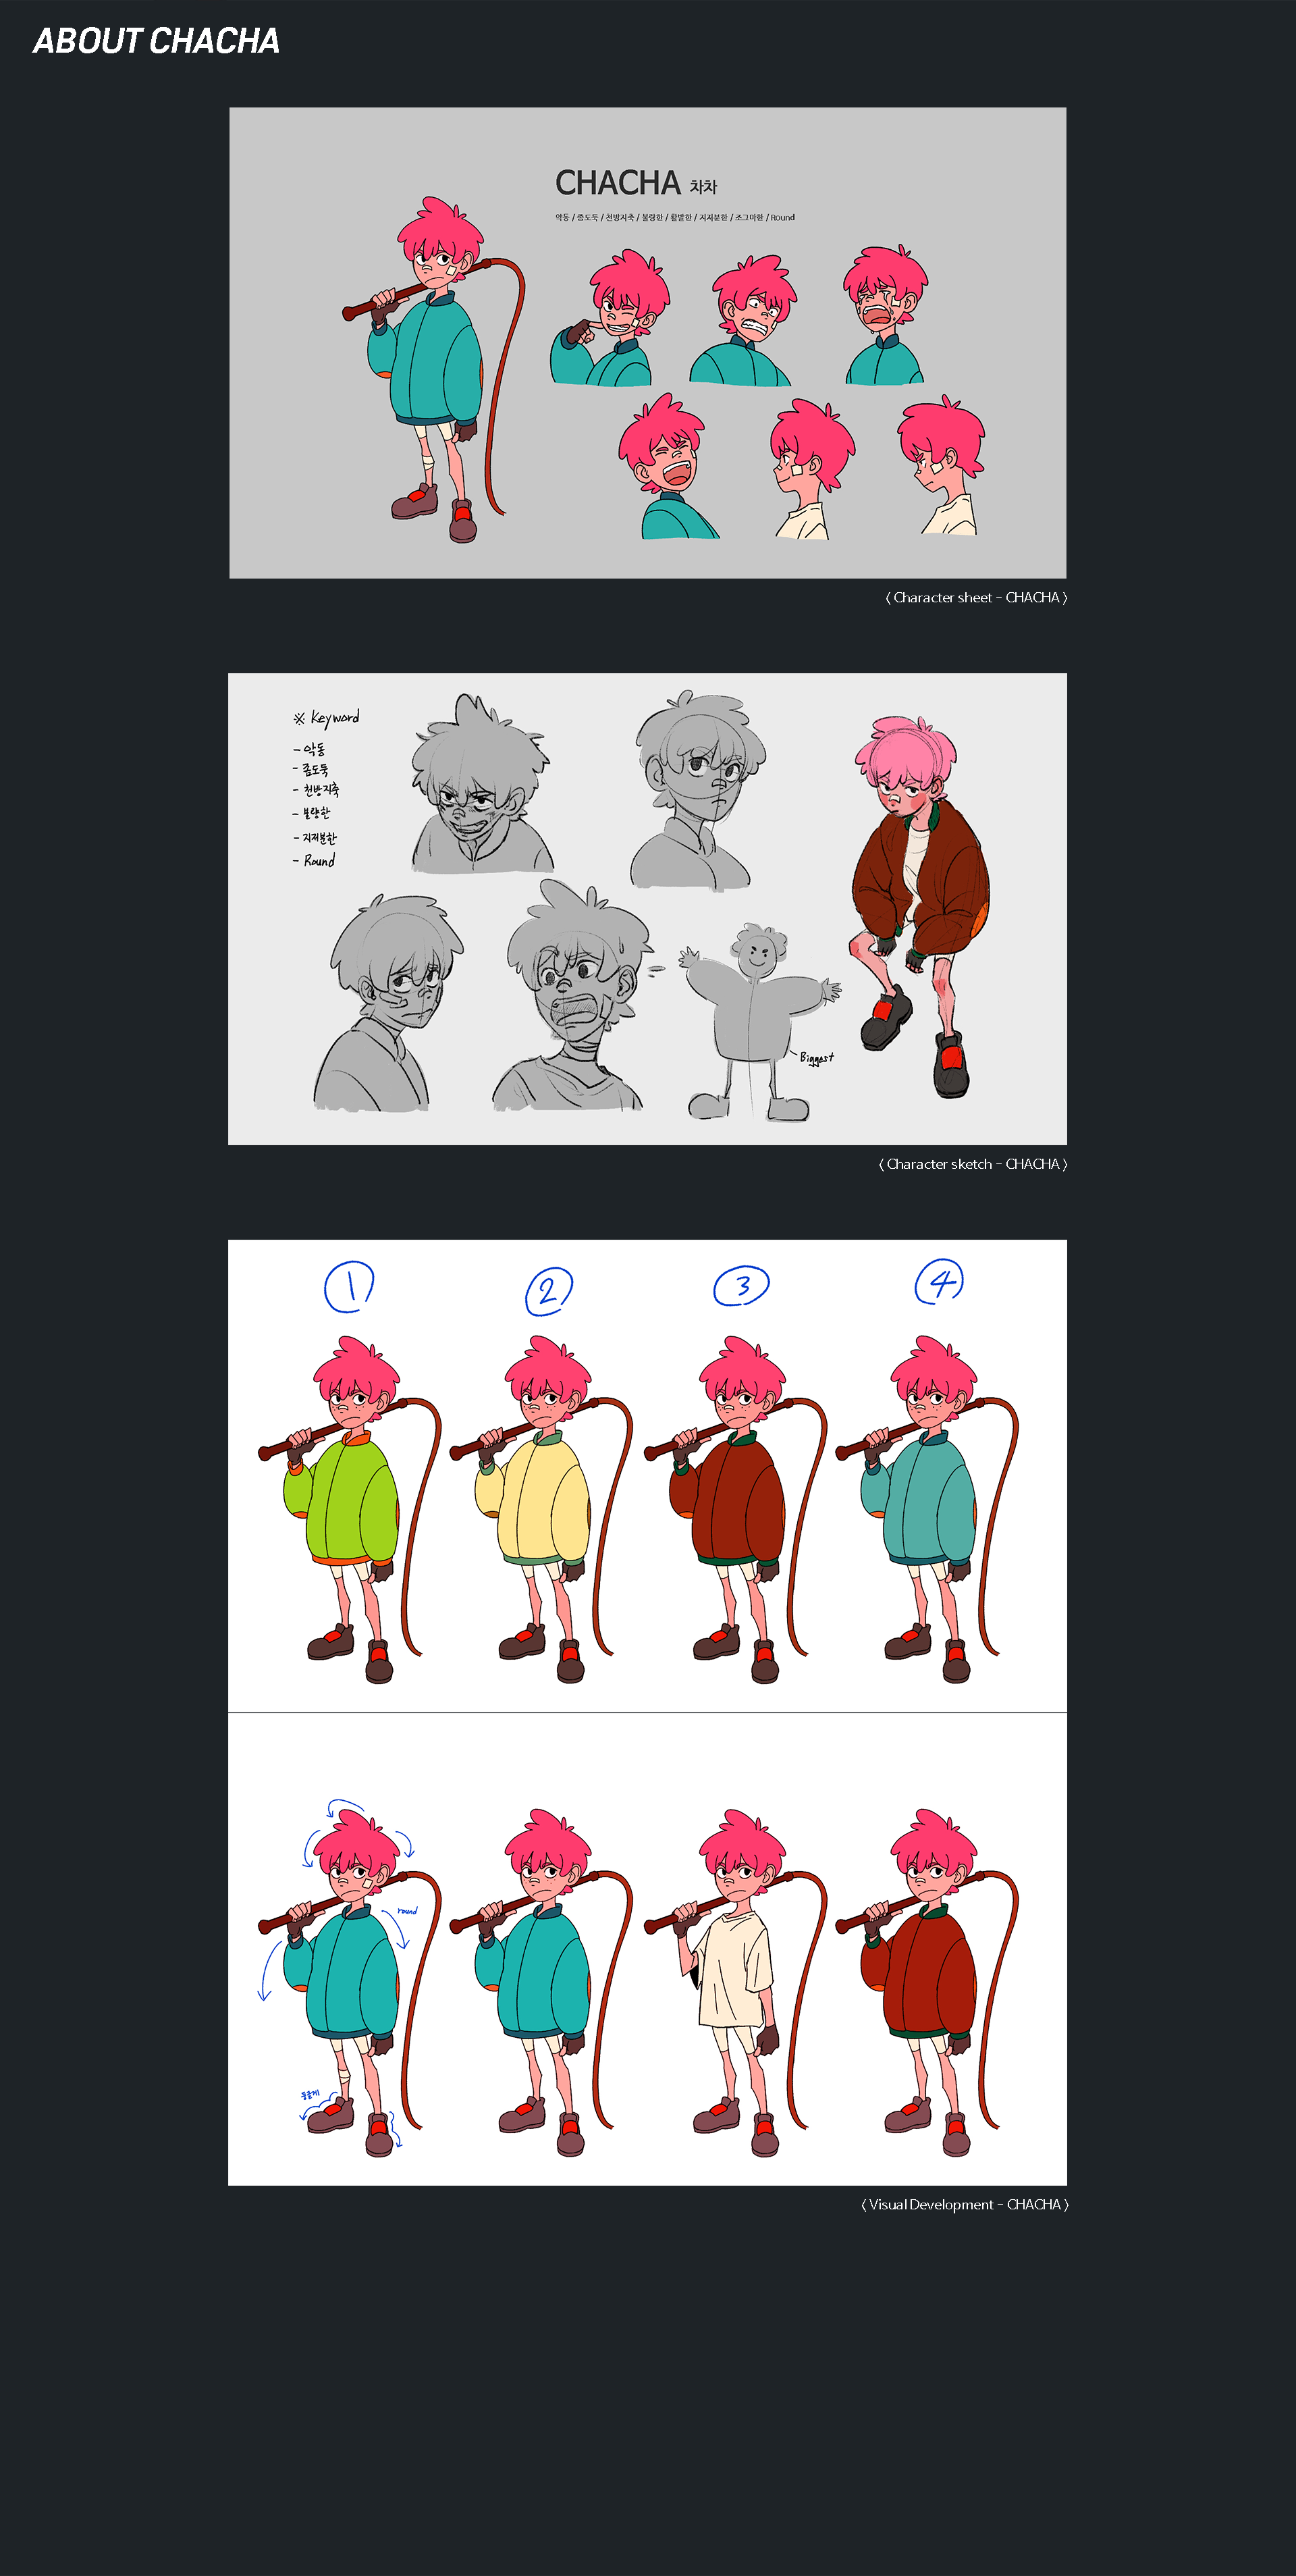 ABOUT CHACHA
CHACHA 차차
악동 / 좀도둑 / 천방지축 / 불량한 / 활발한 / 지저분한 / 조그마한 / Round
< Character sheet - CHACHA >
※ Keyword
- 악동
- 좀도둑
- 천방지축
- 불량한
- 지저분한
- Round
Biggest
< Character sketch - CHACHA >
1 2 3 4
round
둥글게
< Visual Development - CHACHA >